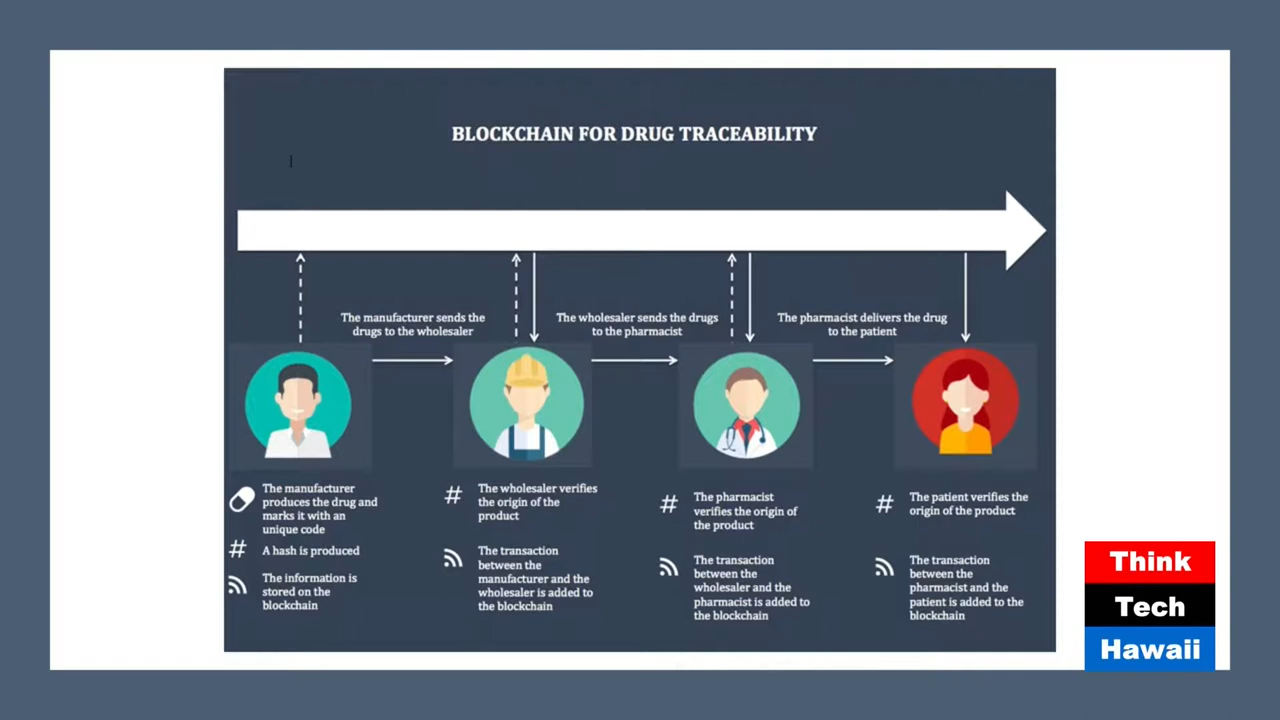 BLOCKCHAIN FOR DRUG TRACEABILITY
The manufacturer sends the
drugs to the wholesaler
The wholesaler sends the drugs
to the pharmacist
The pharmacist delivers the drug
to the patient
The manufacturer
produces the drug and
marks it with an
unique code
# A hash is produced
The information is
stored on the
blockchain
# The wholesaler verifies
the origin of the
product
The transaction
between the
manufacturer and the
wholesaler is added to
the blockchain
# The pharmacist
verifies the origin of
the product
The transaction
between the
wholesaler and the
pharmacist is added to
the blockchain
# The patient verifies the
origin of the product
The transaction
between the
pharmacist and the
patient is added to the
blockchain
Think
Tech
Hawaii